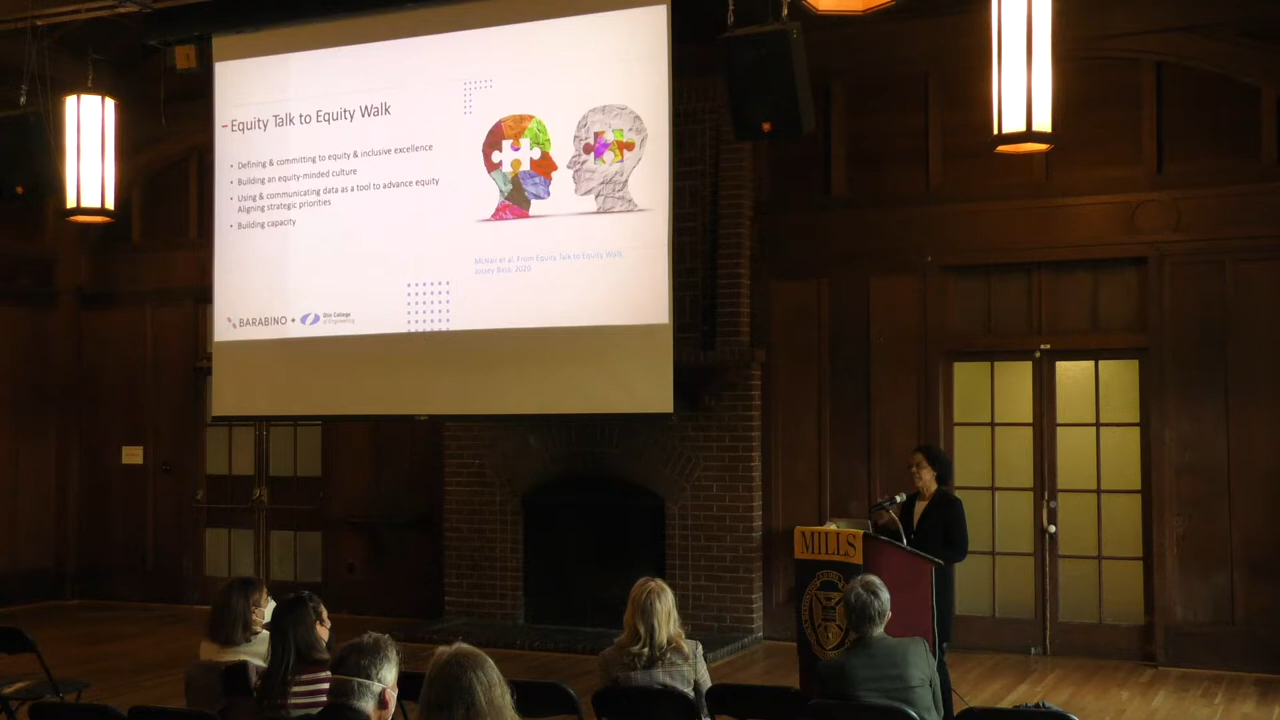 Equity Talk to Equity Walk
• Defining & committing to equity & inclusive excellence
• Building an equity-minded culture
• Using & communicating data as a tool to advance equity
Aligning strategic priorities
• Building capacity
McNair et al, From Equity Talk to Equity Walk,
Jossey Bass, 2020
BARABINO + Olin College
of Engineering
MILLS